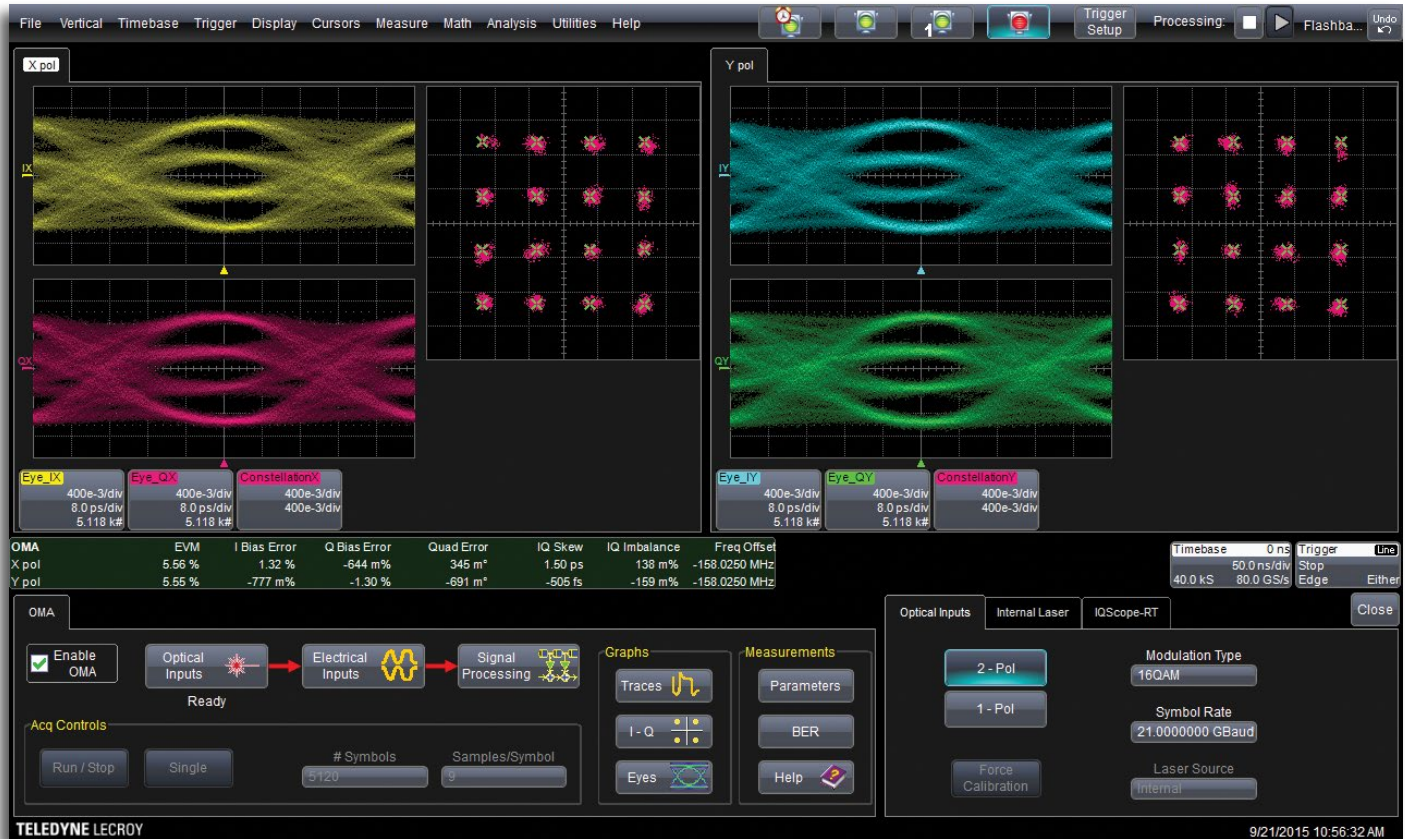 File Vertical Timebase Trigger Display Cursors Measure Math Analysis Utilities Help
1
Trigger Setup
Processing:
Flashba...
Undo
X pol
Y pol
IX
IY
QX
QY
Eye_IX
400e-3/div
8.0 ps/div
5.118 k#
Eye_QX
400e-3/div
8.0 ps/div
5.118 k#
ConstellationX
400e-3/div
400e-3/div
Eye_IY
400e-3/div
8.0 ps/div
5.118 k#
Eye_QY
400e-3/div
8.0 ps/div
5.118 k#
ConstellationY
400e-3/div
400e-3/div
OMA EVM I Bias Error Q Bias Error Quad Error IQ Skew IQ Imbalance Freq Offset
X pol 5.56 % 1.32 % -644 m% 345 m° 1.50 ps 138 m% -158.0250 MHz
Y pol 5.55 % -777 m% -1.30 % -691 m° -505 fs -159 m% -158.0250 MHz
Timebase 0 ns
50.0 ns/div
40.0 kS 80.0 GS/s
Trigger Line
Stop
Edge Either
OMA
Enable
OMA
Optical
Inputs
Ready
Electrical
Inputs
Signal
Processing
Acq Controls
Run / Stop
Single
# Symbols
5120
Samples/Symbol
9
Graphs
Traces
I - Q
Eyes
Measurements
Parameters
BER
Help
Optical Inputs
Internal Laser
IQScope-RT
Close
2 - Pol
1 - Pol
Force
Calibration
Modulation Type
16QAM
Symbol Rate
21.0000000 GBaud
Laser Source
Internal
TELEDYNE LECROY
9/21/2015 10:56:32 AM